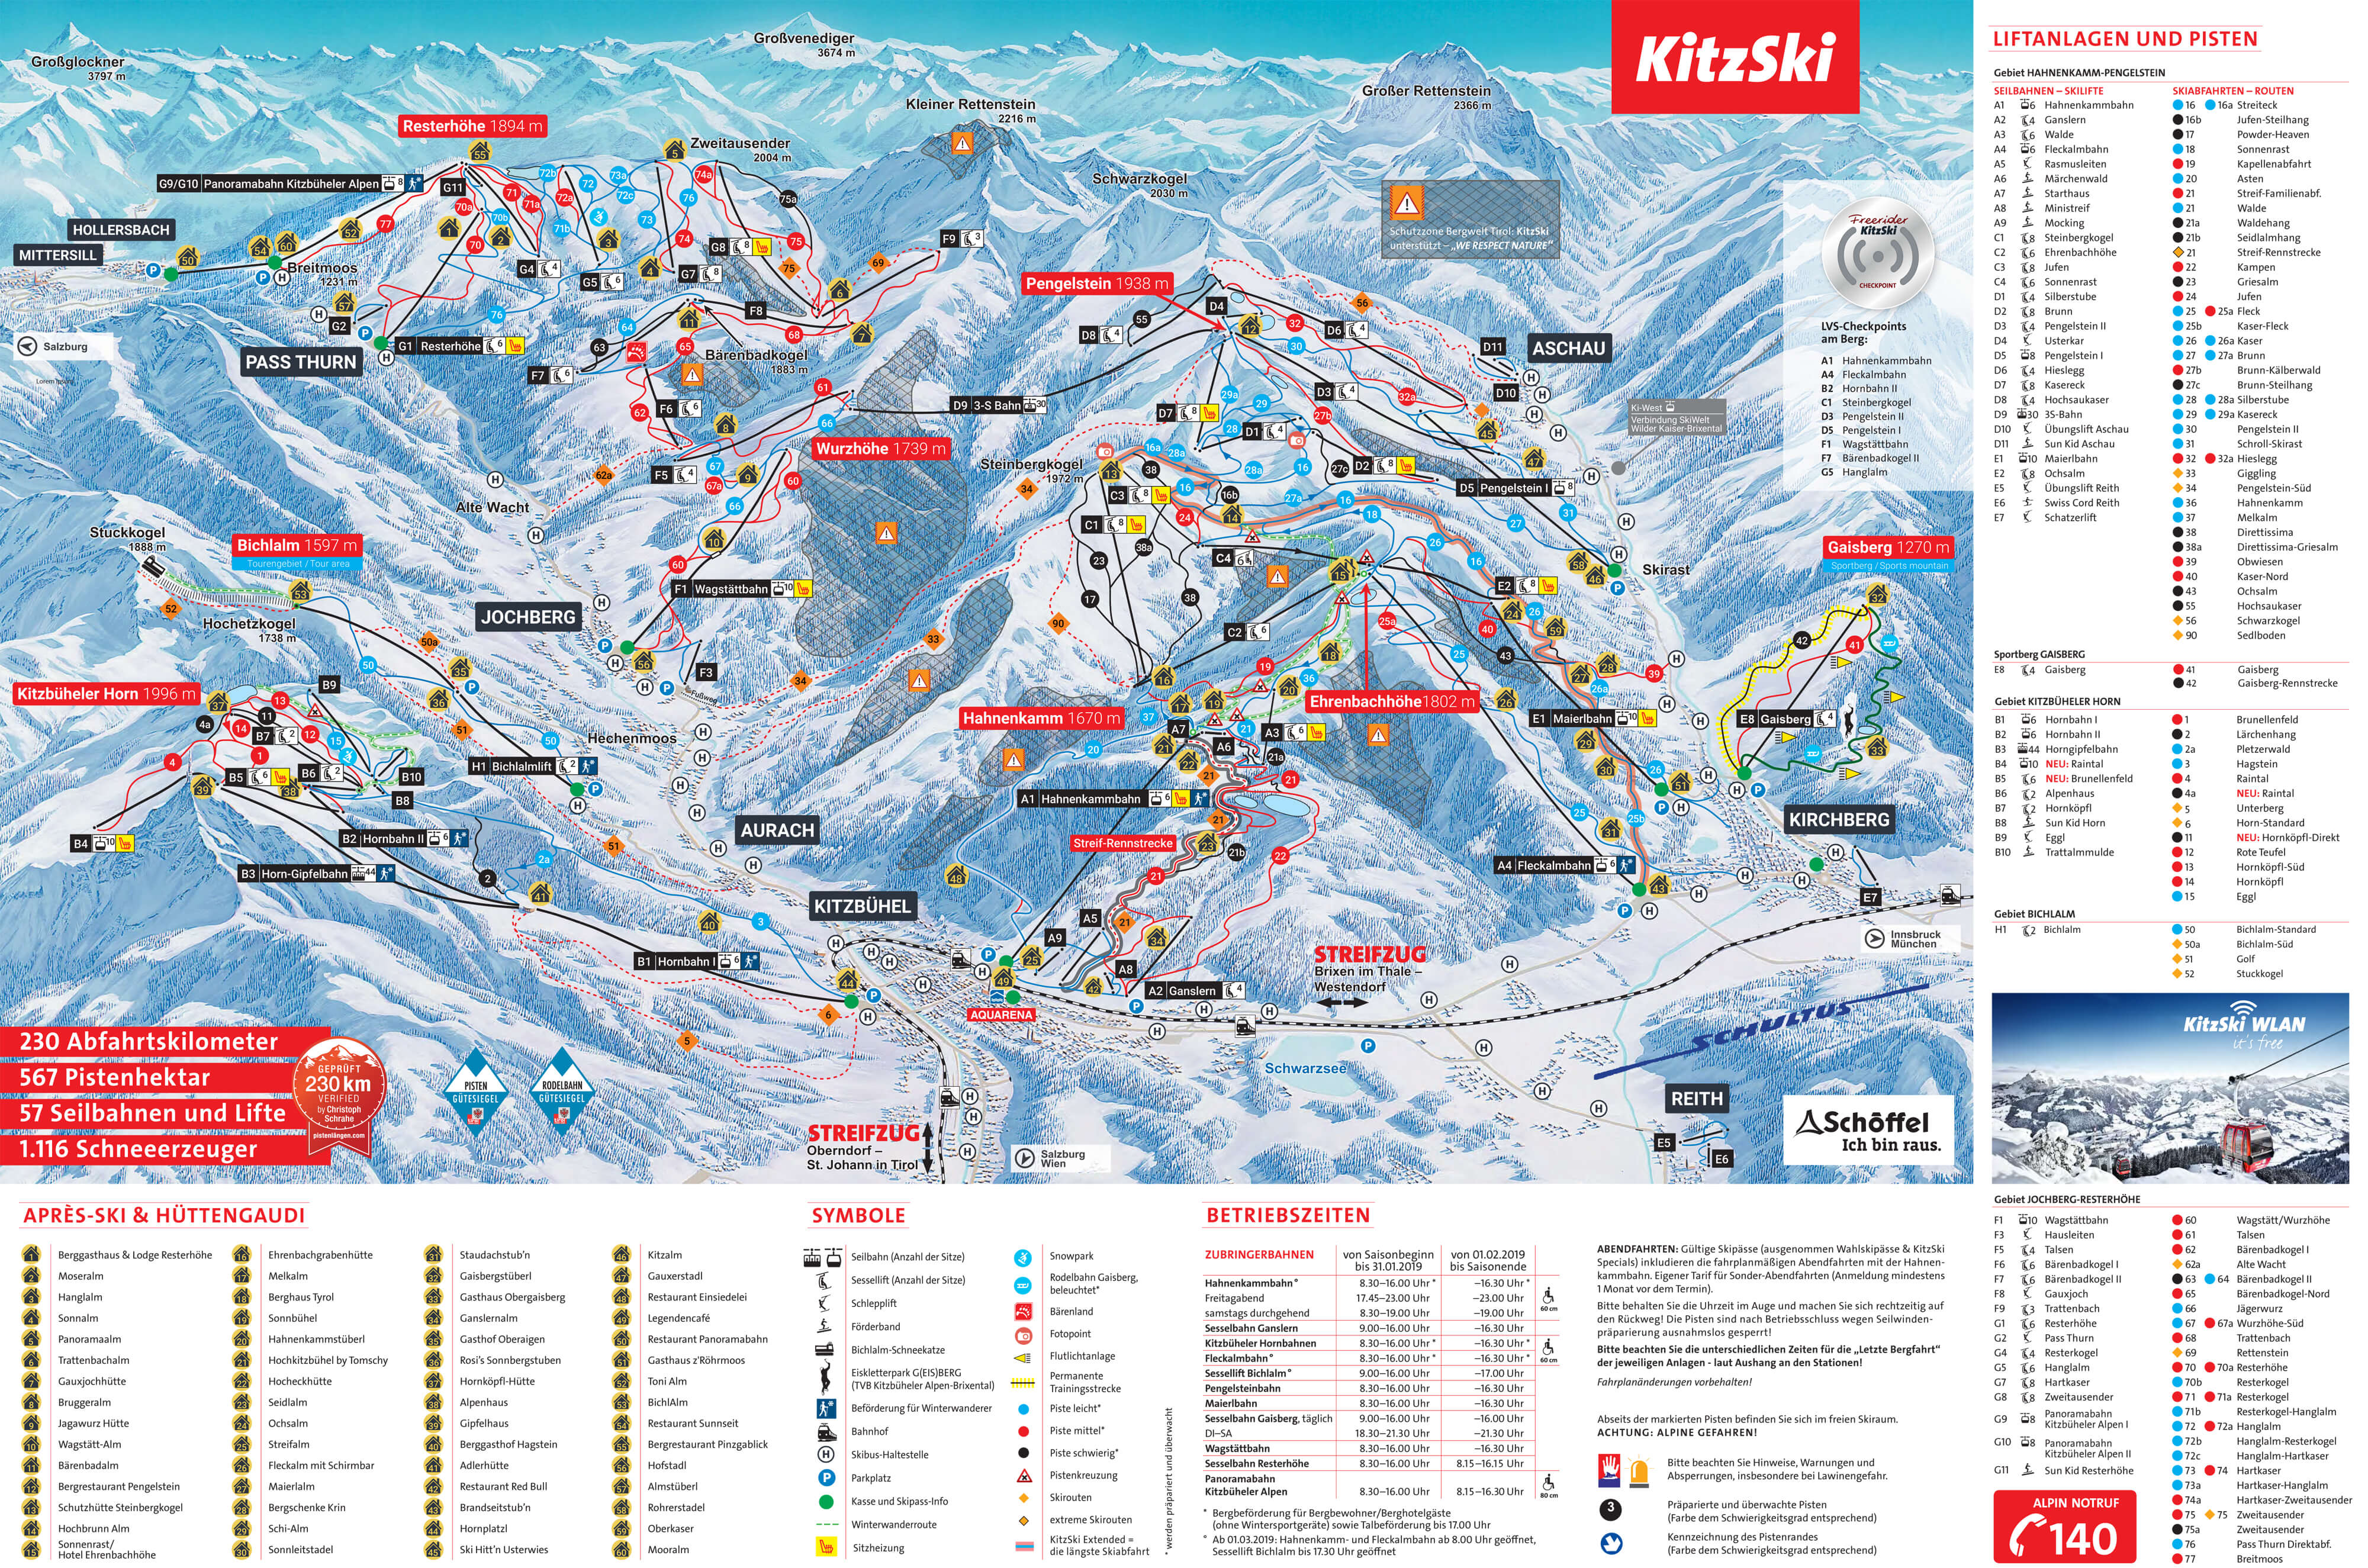 KitzSki
Großglockner
3797 m
Großvenediger
3674 m
Kleiner Rettenstein
2216 m
Großer Rettenstein
2366 m
Resterhöhe 1894 m
Zweitausender
2004 m
Schwarzkogel
2030 m
G9/G10 Panoramabahn Kitzbüheler Alpen
HOLLERSBACH
MITTERSILL
Breitmoos
1231 m
Salzburg
PASS THURN
G1 Resterhöhe
Bärenbadkogel
1883 m
Pengelstein 1938 m
Schutzzone Bergwelt Tirol: KitzSki
unterstützt – „WE RESPECT NATURE“
Freerider
KitzSki
CHECKPOINT
LVS-Checkpoints
am Berg:
A1 Hahnenkammbahn
A4 Fleckalmbahn
B2 Hornbahn II
C1 Steinbergkogel
D3 Pengelstein II
D5 Pengelstein I
F1 Wagstättbahn
F7 Bärenbadkogel II
G5 Hanglalm
ASCHAU
D9 3-S Bahn
Ki-West
Verbindung SkiWelt
Wilder Kaiser-Brixental
Wurzhöhe 1739 m
Steinbergkogel
1972 m
D5 Pengelstein I
Alte Wacht
Stuckkogel
1888 m
Bichlalm 1597 m
Tourengebiet / Tour area
Hochetzkogel
1738 m
JOCHBERG
F1 Wagstättbahn
Skirast
Gaisberg 1270 m
Sportberg / Sports mountain
Kitzbüheler Horn 1996 m
Fußweg
Hechenmoos
H1 Bichlalmlift
Hahnenkamm 1670 m
Ehrenbachhöhe 1802 m
E1 Maierlbahn
E8 Gaisberg
A1 Hahnenkammbahn
Streif-Rennstrecke
AURACH
KIRCHBERG
B2 Hornbahn II
B3 Horn-Gipfelbahn
A4 Fleckalmbahn
KITZBÜHEL
B1 Hornbahn I
A2 Ganslern
AQUARENA
STREIFZUG
Brixen im Thale –
Westendorf
Innsbruck
München
Schwarzsee
SCHULTUS
REITH
Schöffel
Ich bin raus.
STREIFZUG
Oberndorf –
St. Johann in Tirol
Salzburg
Wien
230 Abfahrtskilometer
567 Pistenhektar
57 Seilbahnen und Lifte
1.116 Schneeerzeuger
GEPRÜFT
230 km
VERIFIED
by Christoph
Schrahe
pistenlängen.com
PISTEN
GÜTESIEGEL
RODELBAHN
GÜTESIEGEL
LIFTANLAGEN UND PISTEN
Gebiet HAHNENKAMM-PENGELSTEIN
SEILBAHNEN – SKILIFTE
A1 6 Hahnenkammbahn
A2 4 Ganslern
A3 6 Walde
A4 6 Fleckalmbahn
A5 Rasmusleiten
A6 Märchenwald
A7 Starthaus
A8 Ministreif
A9 Mocking
C1 8 Steinbergkogel
C2 6 Ehrenbachhöhe
C3 8 Jufen
C4 6 Sonnenrast
D1 4 Silberstube
D2 8 Brunn
D3 4 Pengelstein II
D4 Usterkar
D5 8 Pengelstein I
D6 4 Hieslegg
D7 8 Kasereck
D8 4 Hochsaukaser
D9 30 3S-Bahn
D10 Übungslift Aschau
D11 Sun Kid Aschau
E1 10 Maierlbahn
E2 8 Ochsalm
E5 Übungslift Reith
E6 Swiss Cord Reith
E7 Schatzerlift
SKIABFAHRTEN – ROUTEN
16 16a Streiteck
16b Jufen-Steilhang
17 Powder-Heaven
18 Sonnenrast
19 Kapellenabfahrt
20 Asten
21 Streif-Familienabf.
21 Walde
21a Waldehang
21b Seidlalmhang
21 Streif-Rennstrecke
22 Kampen
23 Griesalm
24 Jufen
25 25a Fleck
25b Kaser-Fleck
26 26a Kaser
27 27a Brunn
27b Brunn-Kälberwald
27c Brunn-Steilhang
28 28a Silberstube
29 29a Kasereck
30 Pengelstein II
31 Schroll-Skirast
32 32a Hieslegg
33 Giggling
34 Pengelstein-Süd
36 Hahnenkamm
37 Melkalm
38 Direttissima
38a Direttissima-Griesalm
39 Obwiesen
40 Kaser-Nord
43 Ochsalm
55 Hochsaukaser
56 Schwarzkogel
90 Sedlboden
Sportberg GAISBERG
E8 4 Gaisberg
41 Gaisberg
42 Gaisberg-Rennstrecke
Gebiet KITZBÜHELER HORN
B1 6 Hornbahn I
B2 6 Hornbahn II
B3 44 Horngipfelbahn
B4 10 NEU: Raintal
B5 6 NEU: Brunellenfeld
B6 2 Alpenhaus
B7 2 Hornköpfl
B8 Sun Kid Horn
B9 Eggl
B10 Trattalmmulde
1 Brunellenfeld
2 Lärchenhang
2a Pletzerwald
3 Hagstein
4 Raintal
4a NEU: Raintal
5 Unterberg
6 Horn-Standard
11 NEU: Hornköpfl-Direkt
12 Rote Teufel
13 Hornköpfl-Süd
14 Hornköpfl
15 Eggl
Gebiet BICHLALM
H1 2 Bichlalm
50 Bichlalm-Standard
50a Bichlalm-Süd
51 Golf
52 Stuckkogel
KitzSki WLAN
it's free
Gebiet JOCHBERG-RESTERHÖHE
F1 10 Wagstättbahn
F3 Hausleiten
F5 4 Talsen
F6 6 Bärenbadkogel I
F7 6 Bärenbadkogel II
F8 Gauxjoch
F9 3 Trattenbach
G1 6 Resterhöhe
G2 Pass Thurn
G4 4 Resterkogel
G5 6 Hanglalm
G7 8 Hartkaser
G8 8 Zweitausender
G9 8 Panoramabahn
Kitzbüheler Alpen I
G10 8 Panoramabahn
Kitzbüheler Alpen II
G11 Sun Kid Resterhöhe
60 Wagstätt/Wurzhöhe
61 Talsen
62 Bärenbadkogel I
62a Alte Wacht
63 64 Bärenbadkogel II
65 Bärenbadkogel-Nord
66 Jägerwurz
67 67a Wurzhöhe-Süd
68 Trattenbach
69 Rettenstein
70 70a Resterhöhe
70b Resterkogel
71 71a Resterkogel
71b Resterkogel-Hanglalm
72 72a Hanglalm
72b Hanglalm-Resterkogel
72c Hanglalm-Hartkaser
73 74 Hartkaser
73a Hartkaser-Hanglalm
74a Hartkaser-Zweitausender
75 75 Zweitausender
75a Zweitausender
76 Pass Thurn Direktabf.
77 Breitmoos
ALPIN NOTRUF
140
APRÈS-SKI & HÜTTENGAUDI
1 Berggasthaus & Lodge Resterhöhe
2 Moseralm
3 Hanglalm
4 Sonnalm
5 Panoramaalm
6 Trattenbachalm
7 Gauxjochhütte
8 Bruggeralm
9 Jagawurz Hütte
10 Wagstätt-Alm
11 Bärenbadalm
12 Bergrestaurant Pengelstein
13 Schutzhütte Steinbergkogel
14 Hochbrunn Alm
15 Sonnenrast/
Hotel Ehrenbachhöhe
16 Ehrenbachgrabenhütte
17 Melkalm
18 Berghaus Tyrol
19 Sonnbühel
20 Hahnenkammstüberl
21 Hochkitzbühel by Tomschy
22 Hocheckhütte
23 Seidlalm
24 Ochsalm
25 Streifalm
26 Fleckalm mit Schirmbar
27 Maierlalm
28 Bergschenke Krin
29 Schi-Alm
30 Sonnleitstadel
31 Staudachstub'n
32 Gaisbergstüberl
33 Gasthaus Obergaisberg
34 Ganslernalm
35 Gasthof Oberaigen
36 Rosi's Sonnbergstuben
37 Hornköpfl-Hütte
38 Alpenhaus
39 Gipfelhaus
40 Berggasthof Hagstein
41 Adlerhütte
42 Restaurant Red Bull
43 Brandseitstub'n
44 Hornplatzl
45 Ski Hitt'n Usterwies
46 Kitzalm
47 Gauxerstadl
48 Restaurant Einsiedelei
49 Legendencafé
50 Restaurant Panoramabahn
51 Gasthaus z'Röhrmoos
52 Toni Alm
53 BichlAlm
54 Restaurant Sunnseit
55 Bergrestaurant Pinzgablick
56 Hofstadl
57 Almstüberl
58 Rohrerstadel
59 Oberkaser
60 Mooralm
SYMBOLE
Seilbahn (Anzahl der Sitze)
Sessellift (Anzahl der Sitze)
Schlepplift
Förderband
Bichlalm-Schneekatze
Eiskletterpark G(EIS)BERG
(TVB Kitzbüheler Alpen-Brixental)
Beförderung für Winterwanderer
Bahnhof
Skibus-Haltestelle
Parkplatz
Kasse und Skipass-Info
Winterwanderroute
Sitzheizung
Snowpark
Rodelbahn Gaisberg,
beleuchtet*
Bärenland
Fotopoint
Flutlichtanlage
Permanente
Trainingsstrecke
Piste leicht*
Piste mittel*
Piste schwierig*
Pistenkreuzung
Skirouten
extreme Skirouten
KitzSki Extended =
die längste Skiabfahrt
* werden präpariert und überwacht
BETRIEBSZEITEN
ZUBRINGERBAHNEN von Saisonbeginn von 01.02.2019
bis 31.01.2019 bis Saisonende
Hahnenkammbahn° 8.30–16.00 Uhr * –16.30 Uhr *
Freitagabend 17.45–23.00 Uhr –23.00 Uhr
samstags durchgehend 8.30–19.00 Uhr –19.00 Uhr
60 cm
Sesselbahn Ganslern 9.00–16.00 Uhr –16.30 Uhr
Kitzbüheler Hornbahnen 8.30–16.00 Uhr * –16.30 Uhr *
Fleckalmbahn° 8.30–16.00 Uhr * –16.30 Uhr *
60 cm
Sessellift Bichlalm° 9.00–16.00 Uhr –17.00 Uhr
Pengelsteinbahn 8.30–16.00 Uhr –16.30 Uhr
Maierlbahn 8.30–16.00 Uhr –16.30 Uhr
Sesselbahn Gaisberg, täglich 9.00–16.00 Uhr –16.00 Uhr
DI–SA 18.30–21.30 Uhr –21.30 Uhr
Wagstättbahn 8.30–16.00 Uhr –16.30 Uhr
Sesselbahn Resterhöhe 8.30–16.00 Uhr 8.15–16.15 Uhr
Panoramabahn
Kitzbüheler Alpen 8.30–16.00 Uhr 8.15–16.30 Uhr
80 cm
* Bergbeförderung für Bergbewohner/Berghotelgäste
(ohne Wintersportgeräte) sowie Talbeförderung bis 17.00 Uhr
° Ab 01.03.2019: Hahnenkamm- und Fleckalmbahn ab 8.00 Uhr geöffnet,
Sessellift Bichlalm bis 17.30 Uhr geöffnet
ABENDFAHRTEN: Gültige Skipässe (ausgenommen Wahlskipässe & KitzSki
Specials) inkludieren die fahrplanmäßigen Abendfahrten mit der Hahnen-
kammbahn. Eigener Tarif für Sonder-Abendfahrten (Anmeldung mindestens
1 Monat vor dem Termin).
Bitte behalten Sie die Uhrzeit im Auge und machen Sie sich rechtzeitig auf
den Rückweg! Die Pisten sind nach Betriebsschluss wegen Seilwinden-
präparierung ausnahmslos gesperrt!
Bitte beachten Sie die unterschiedlichen Zeiten für die „Letzte Bergfahrt“
der jeweiligen Anlagen - laut Aushang an den Stationen!
Fahrplanänderungen vorbehalten!
Abseits der markierten Pisten befinden Sie sich im freien Skiraum.
ACHTUNG: ALPINE GEFAHREN!
Bitte beachten Sie Hinweise, Warnungen und
Absperrungen, insbesondere bei Lawinengefahr.
3 Präparierte und überwachte Pisten
(Farbe dem Schwierigkeitsgrad entsprechend)
Kennzeichnung des Pistenrandes
(Farbe dem Schwierigkeitsgrad entsprechend)